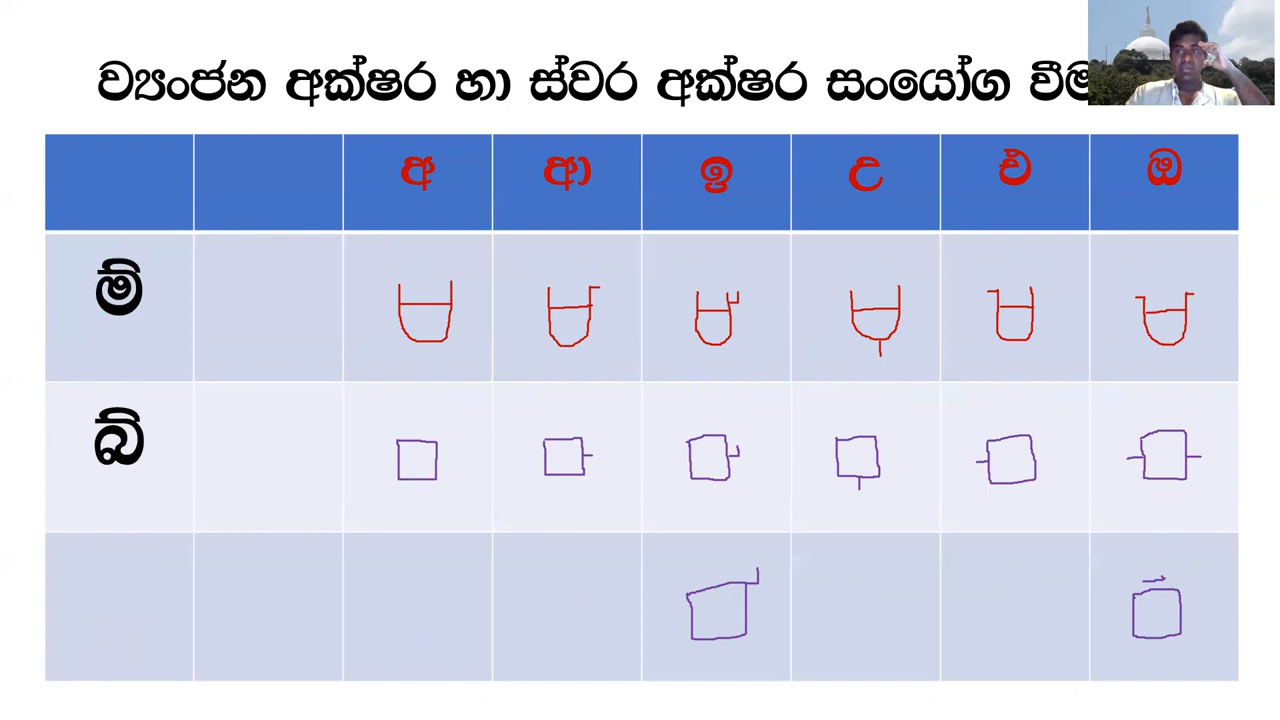 ව්‍යංජන අක්ෂර හා ස්වර අක්ෂර සංයෝග
අ ආ ඉ උ එ ඔ
ම් 𑀫 𑀫𑀸 𑀫𑀺 𑀫𑀼 𑀫𑁂 𑀫𑁄
බ් 𑀩 𑀩𑀸 𑀩𑀺 𑀩𑀼 𑀩𑁂 𑀩𑁄
𑀩𑀺 𑀩𑁄